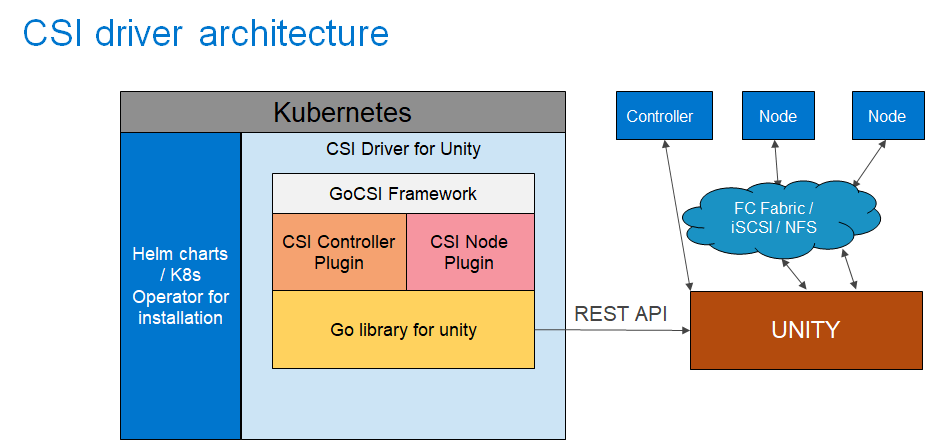 CSI driver architecture
Kubernetes
Helm charts
/ K8s
Operator for
installation
CSI Driver for Unity
GoCSI Framework
CSI Controller
Plugin
CSI Node
Plugin
Go library for unity
REST API
Controller
Node
Node
FC Fabric /
iSCSI / NFS
UNITY